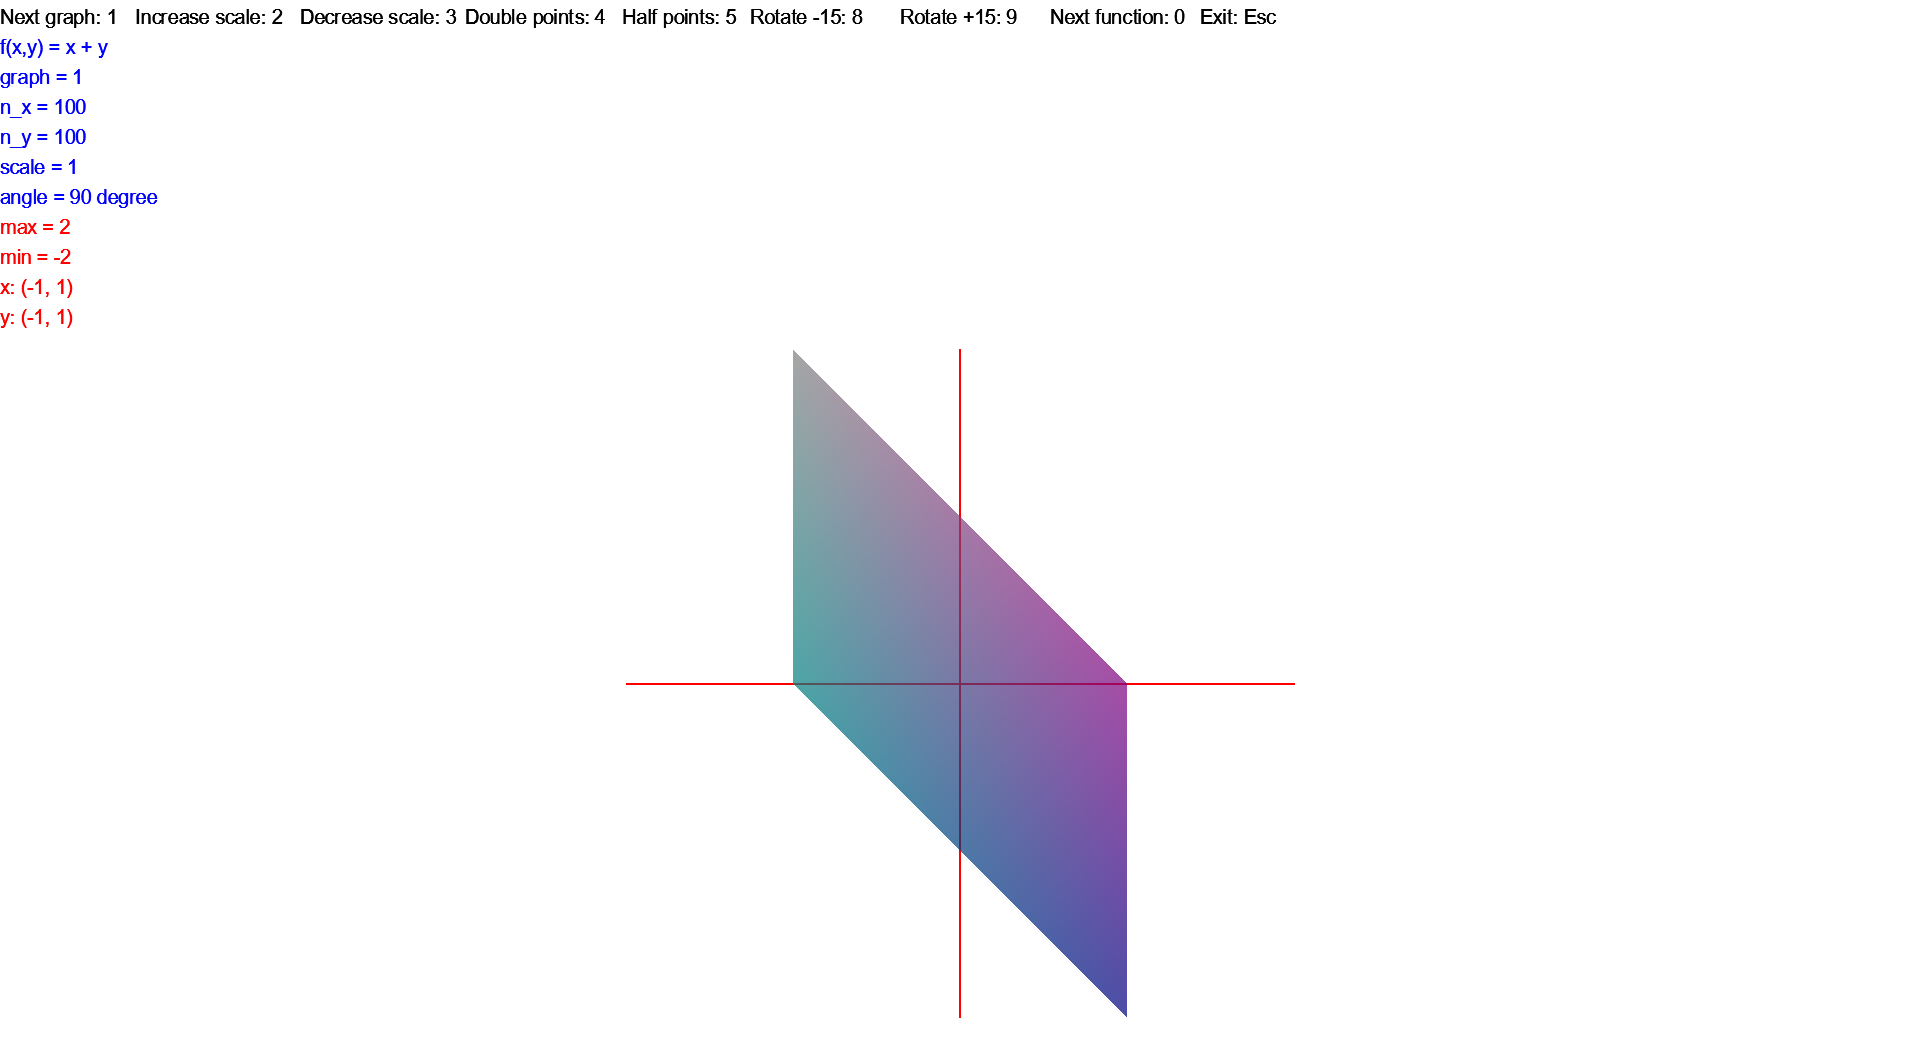 Next graph: 1 Increase scale: 2 Decrease scale: 3 Double points: 4 Half points: 5 Rotate -15: 8 Rotate +15: 9 Next function: 0 Exit: Esc
f(x,y) = x + y
graph = 1
n_x = 100
n_y = 100
scale = 1
angle = 90 degree
max = 2
min = -2
x: (-1, 1)
y: (-1, 1)